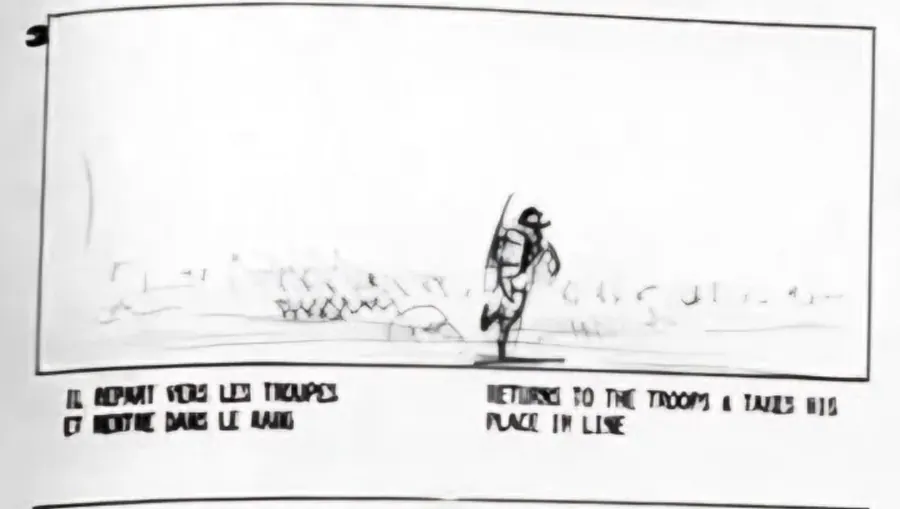 IL REPART VERS LES TROUPES
ET RENTRE DANS LE RANG
RETURNS TO THE TROOPS & TAKES HIS
PLACE IN LINE